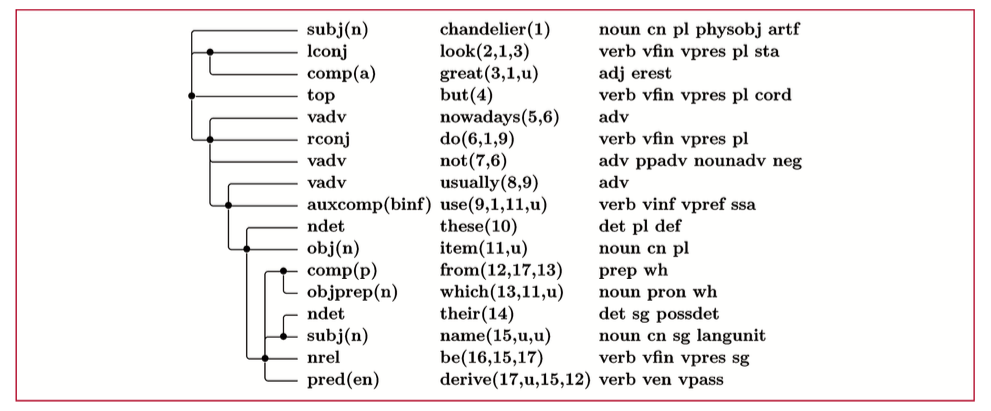 subj(n) chandelier(1) noun cn pl physobj artf
lconj look(2,1,3) verb vfin vpres pl sta
comp(a) great(3,1,u) adj erest
top but(4) verb vfin vpres pl cord
vadv nowadays(5,6) adv
rconj do(6,1,9) verb vfin vpres pl
vadv not(7,6) adv ppadv nounadv neg
vadv usually(8,9) adv
auxcomp(binf) use(9,1,11,u) verb vinf vpref ssa
ndet these(10) det pl def
obj(n) item(11,u) noun cn pl
comp(p) from(12,17,13) prep wh
objprep(n) which(13,11,u) noun pron wh
ndet their(14) det sg possdet
subj(n) name(15,u,u) noun cn sg langunit
nrel be(16,15,17) verb vfin vpres sg
pred(en) derive(17,u,15,12) verb ven vpass